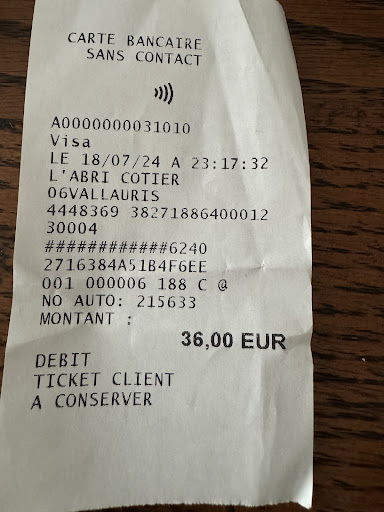 CARTE BANCAIRE
SANS CONTACT
A0000000031010
Visa
LE 18/07/24 A 23:17:32
L'ABRI COTIER
06VALLAURIS
4448369 38271886400012
30004
############6240
2716384A51B4F6EE
001 000006 188 C @
NO AUTO: 215633
MONTANT :
36,00 EUR
DEBIT
TICKET CLIENT
A CONSERVER